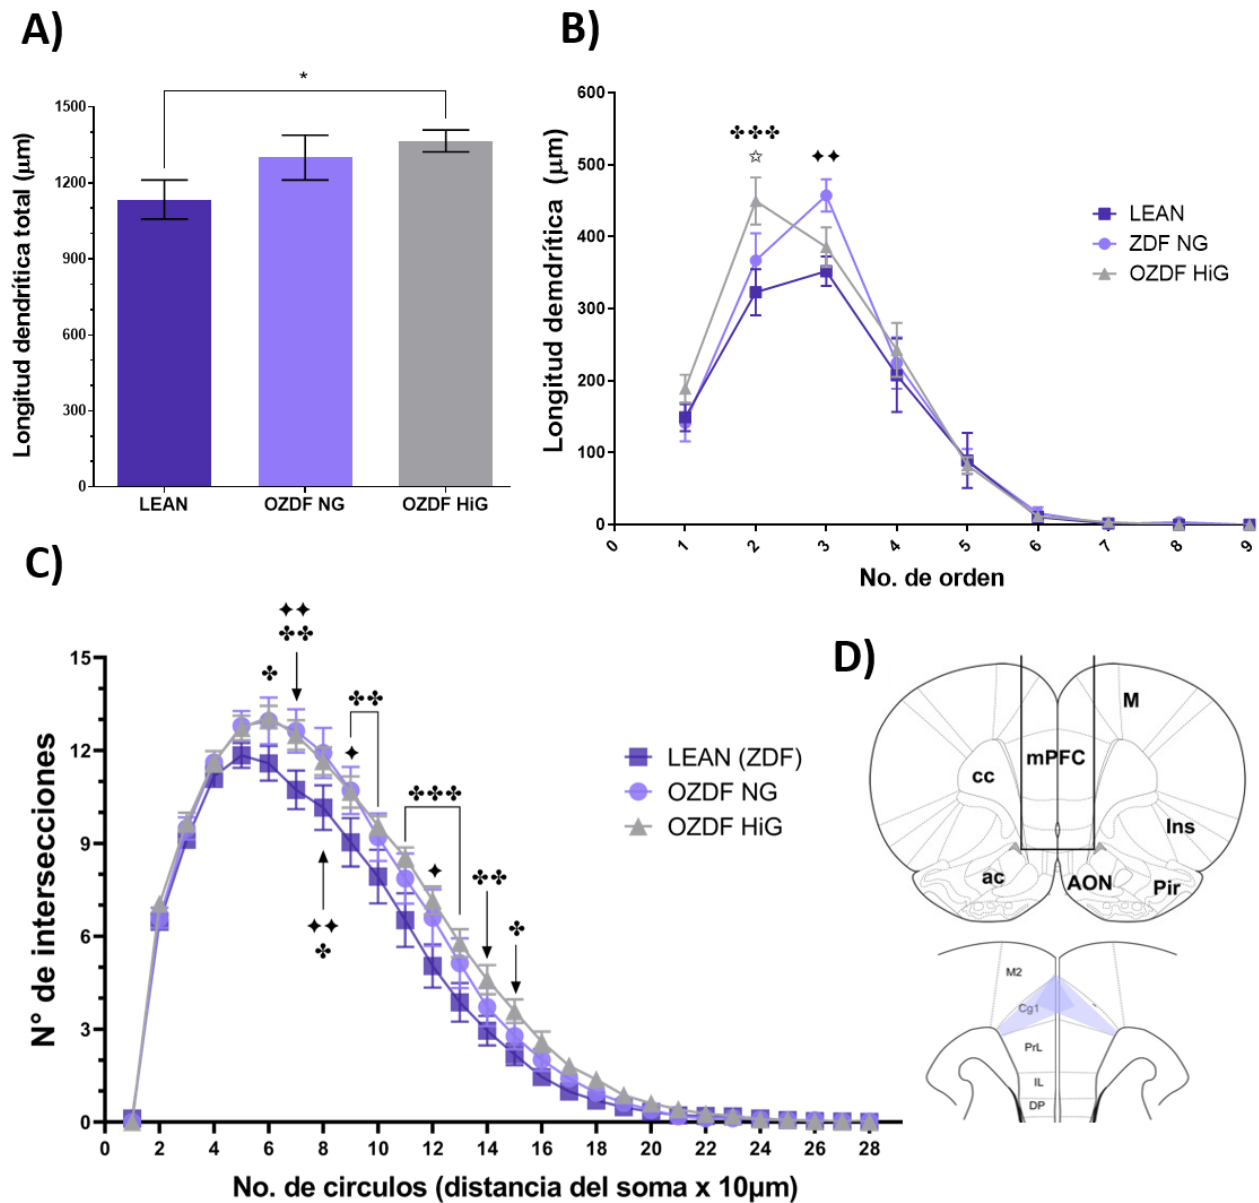 A)
*
1500
1200
900
600
300
0
Longitud dendrítica total (µm)
LEAN
OZDF NG
OZDF HiG
B)
600
500
400
300
200
100
0
Longitud demdrítica (µm)
✤✤✤
☆
✦✦
LEAN
ZDF NG
OZDF HiG
0 1 2 3 4 5 6 7 8 9
No. de orden
C)
15
12
9
6
3
0
N° de intersecciones
✦✦
✤✤
✤
✤✤
✦
✤✤✤
✦
✤✤
✤
✦✦
✤
LEAN (ZDF)
OZDF NG
OZDF HiG
0 2 4 6 8 10 12 14 16 18 20 22 24 26 28
No. de circulos (distancia del soma x 10µm)
D)
M
mPFC
cc
Ins
ac
AON
Pir
M2
Cg1
PrL
IL
DP